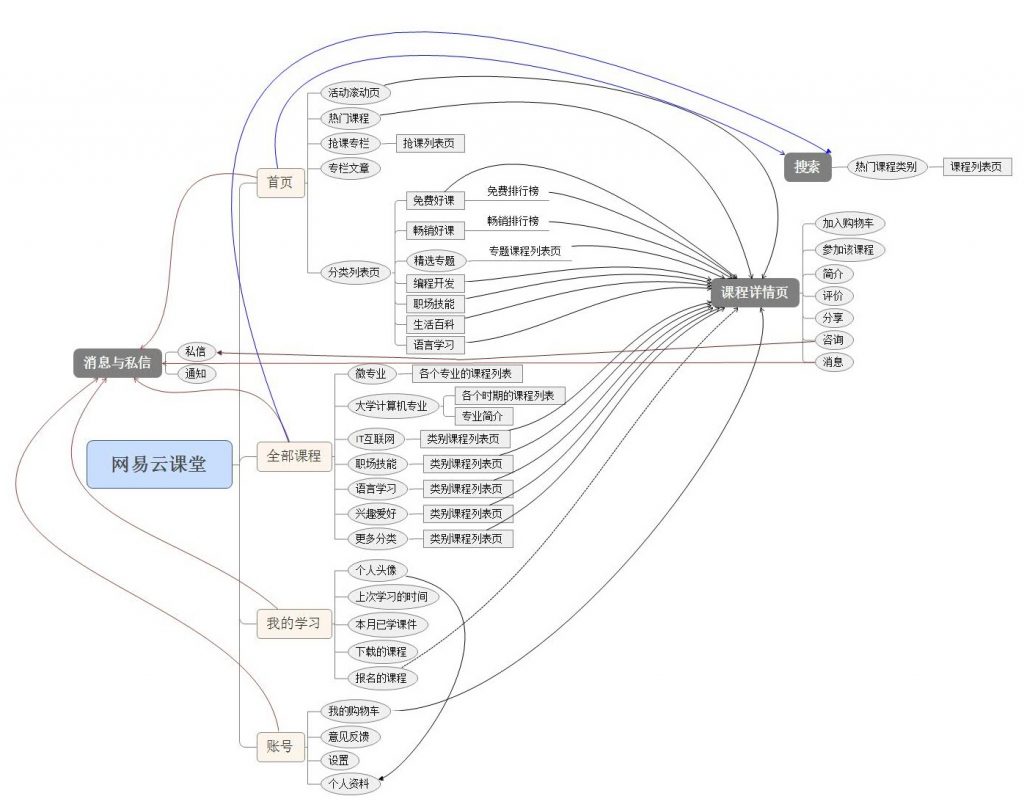 网易云课堂
首页
活动滚动页
热门课程
抢课专栏
抢课列表页
专栏文章
分类列表页
免费好课
免费排行榜
畅销好课
畅销排行榜
精选专题
专题课程列表页
编程开发
职场技能
生活百科
语言学习
全部课程
微专业
各个专业的课程列表
大学计算机专业
各个时期的课程列表
专业简介
IT互联网
类别课程列表页
职场技能
类别课程列表页
语言学习
类别课程列表页
兴趣爱好
类别课程列表页
更多分类
类别课程列表页
我的学习
个人头像
上次学习的时间
本月已学课件
下载的课程
报名的课程
账号
我的购物车
意见反馈
设置
个人资料
消息与私信
私信
通知
搜索
热门课程类别
课程列表页
课程详情页
加入购物车
参加该课程
简介
评价
分享
咨询
消息